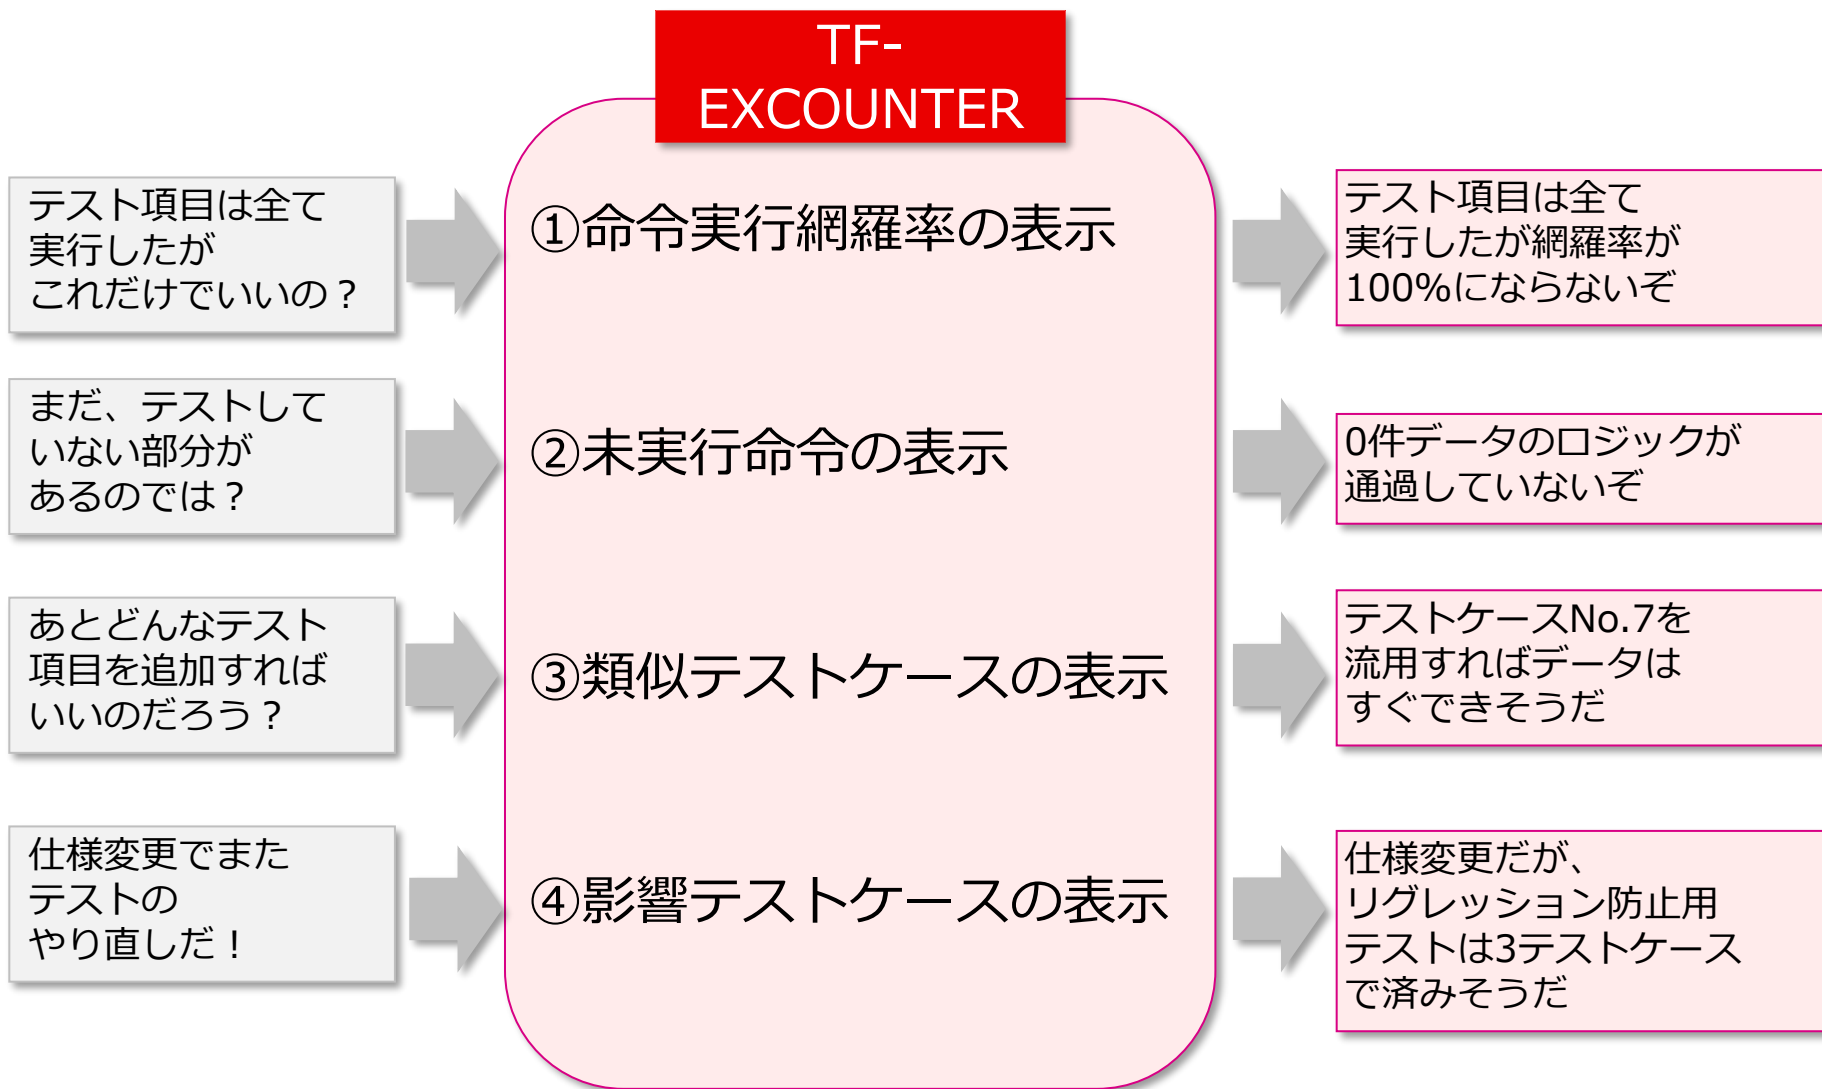 TF-
EXCOUNTER
テスト項目は全て
実行したが
これだけでいいの？
①命令実行網羅率の表示
テスト項目は全て
実行したが網羅率が
100%にならないぞ
まだ、テストして
いない部分が
あるのでは？
②未実行命令の表示
0件データのロジックが
通過していないぞ
あとどんなテスト
項目を追加すれば
いいのだろう？
③類似テストケースの表示
テストケースNo.7を
流用すればデータは
すぐできそうだ
仕様変更でまた
テストの
やり直しだ！
④影響テストケースの表示
仕様変更だが、
リグレッション防止用
テストは3テストケース
で済みそうだ